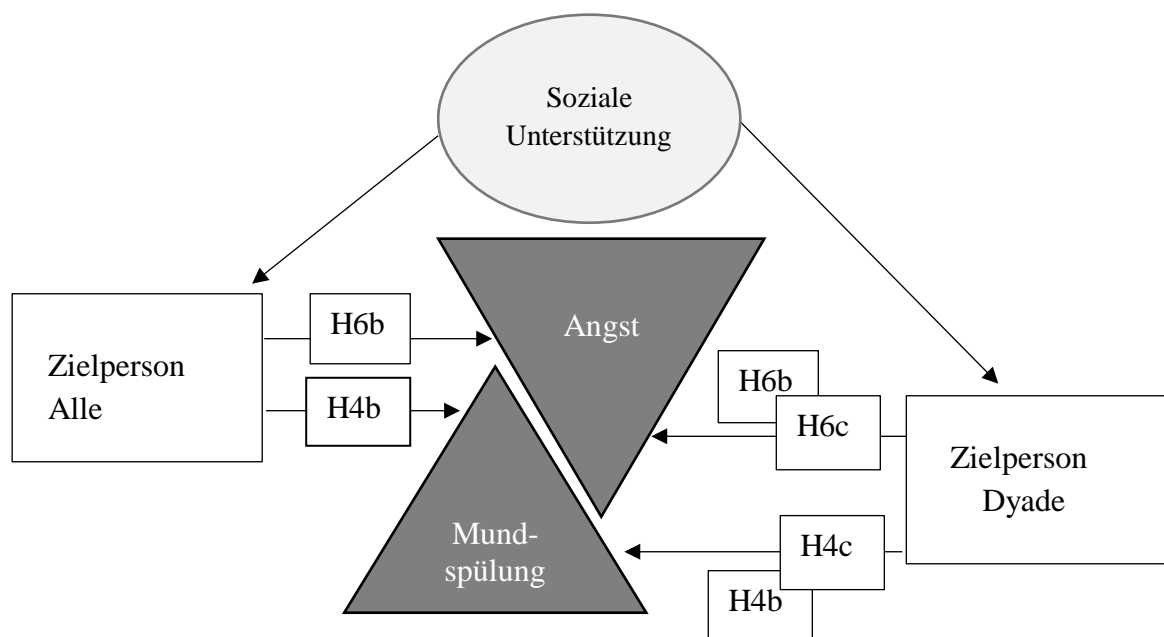 Soziale
Unterstützung
Zielperson
Alle
H6b
H4b
Angst
Mund-
spülung
H6b
H6c
H4c
H4b
Zielperson
Dyade